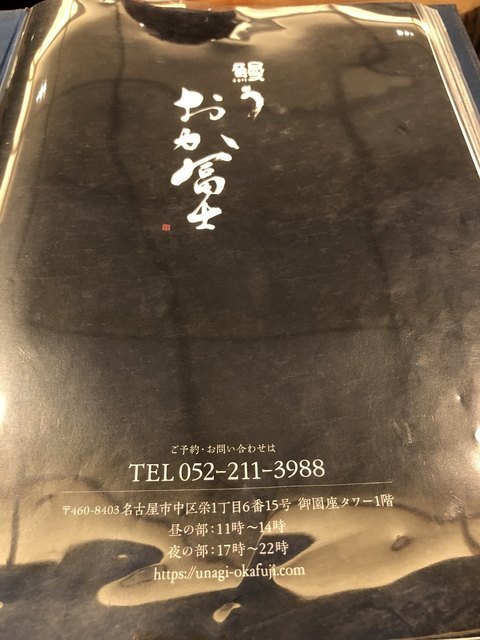 鰻
う
おか冨士
ご予約・お問い合わせは
TEL 052-211-3988
〒460-8403 名古屋市中区栄1丁目6番15号 御園座タワー1階
昼の部：11時～14時
夜の部：17時～22時
https://unagi-okafuji.com